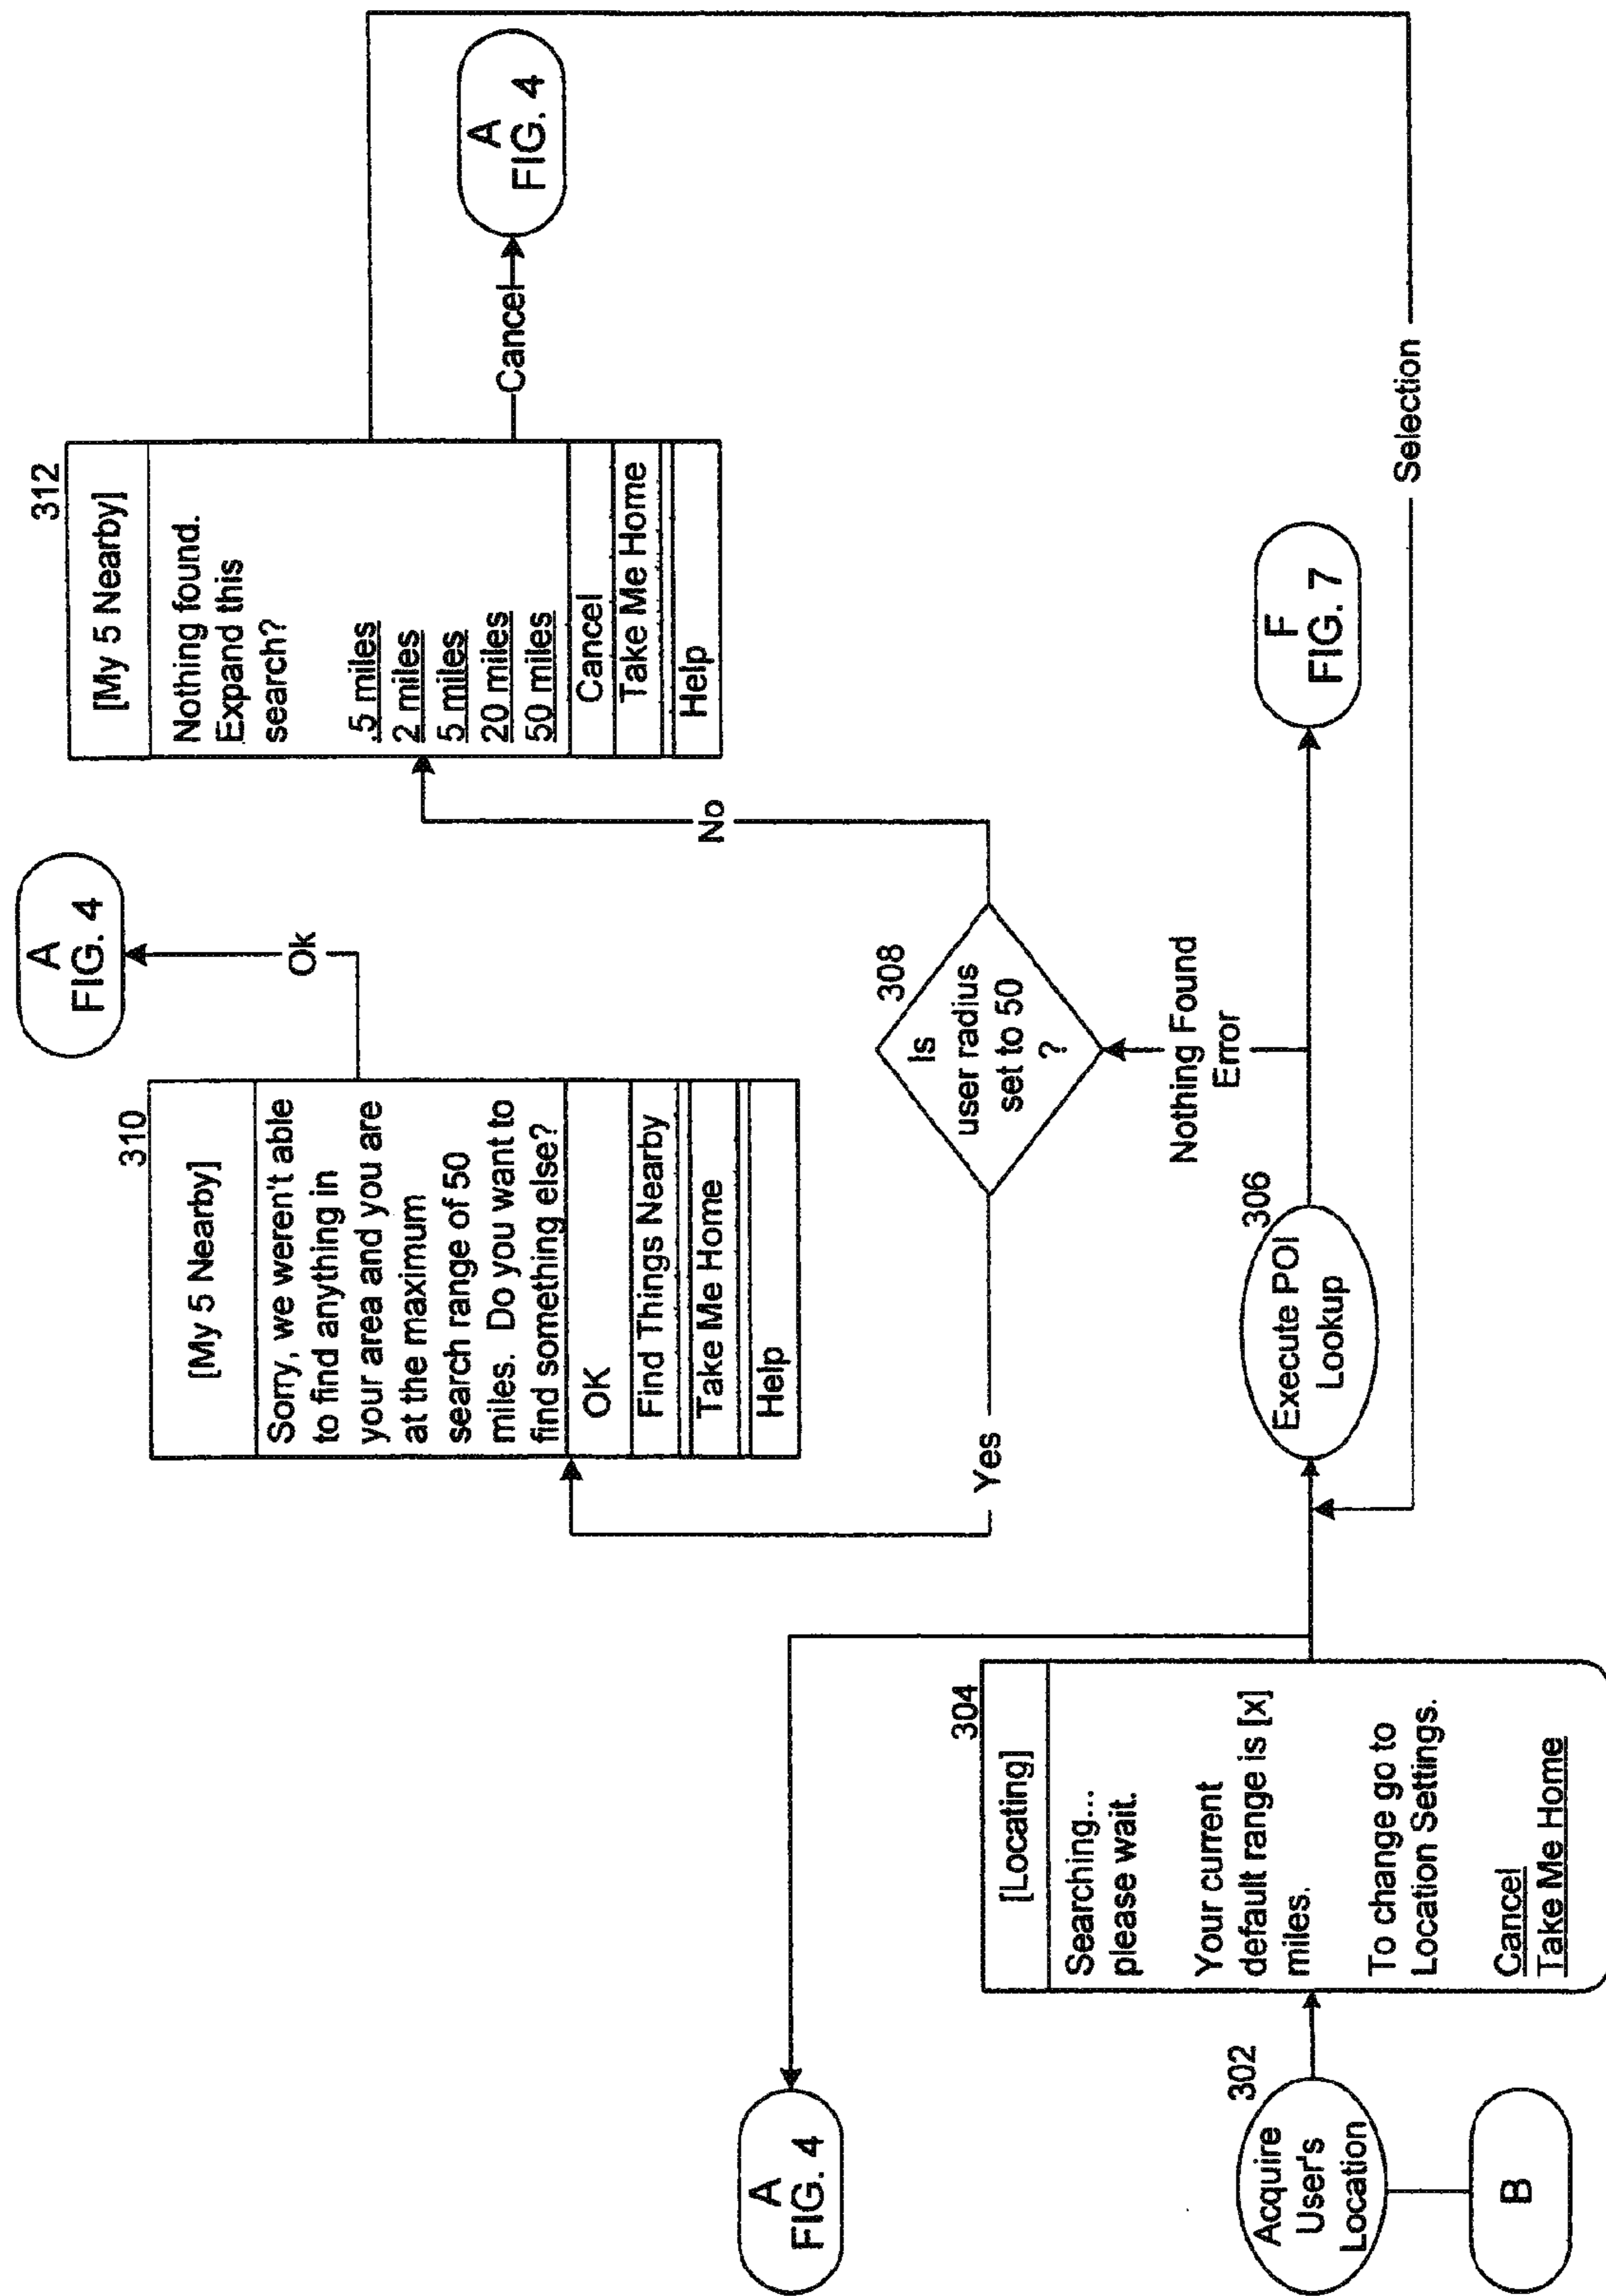 A
FIG. 4
A
FIG. 4
312
[My 5 Nearby]
Nothing found.
Expand this
search?
.5 miles
2 miles
5 miles
20 miles
50 miles
Cancel
Take Me Home
Help
Cancel
310
[My 5 Nearby]
Sorry, we weren't able
to find anything in
your area and you are
at the maximum
search range of 50
miles. Do you want to
find something else?
OK
Find Things Nearby
Take Me Home
Help
Ok
No
308
Is
user radius
set to 50
?
Yes
Nothing Found
Error
F
FIG. 7
Selection
306
Execute POI
Lookup
A
FIG. 4
304
[Locating]
Searching...
please wait.
Your current
default range is [x]
miles.
To change go to
Location Settings.
Cancel
Take Me Home
302
Acquire
User's
Location
B